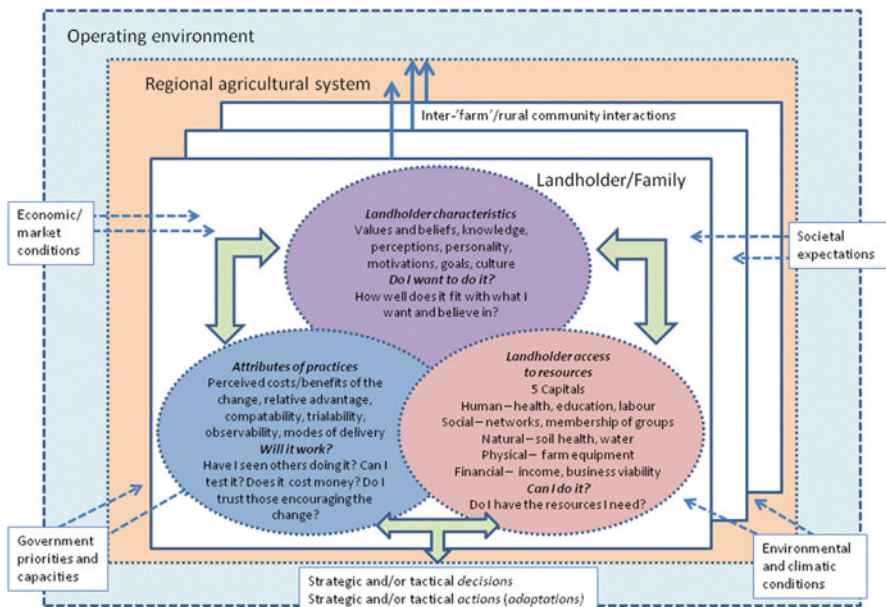 Operating environment
Regional agricultural system
Inter-'farm'/rural community interactions
Landholder/Family
Economic/
market
conditions
Societal
expectations
Landholder characteristics
Values and beliefs, knowledge,
perceptions, personality,
motivations, goals, culture
Do I want to do it?
How well does it fit with what I
want and believe in?
Attributes of practices
Perceived costs/benefits of the
change, relative advantage,
compatability, trialability,
observability, modes of delivery
Will it work?
Have I seen others doing it? Can I
test it? Does it cost money? Do I
trust those encouraging the
change?
Landholder access
to resources
5 Capitals
Human – health, education, labour
Social – networks, membership of groups
Natural – soil health, water
Physical – farm equipment
Financial – income, business viability
Can I do it?
Do I have the resources I need?
Government
priorities and
capacities
Environmental
and climatic
conditions
Strategic and/or tactical decisions
Strategic and/or tactical actions (adaptations)